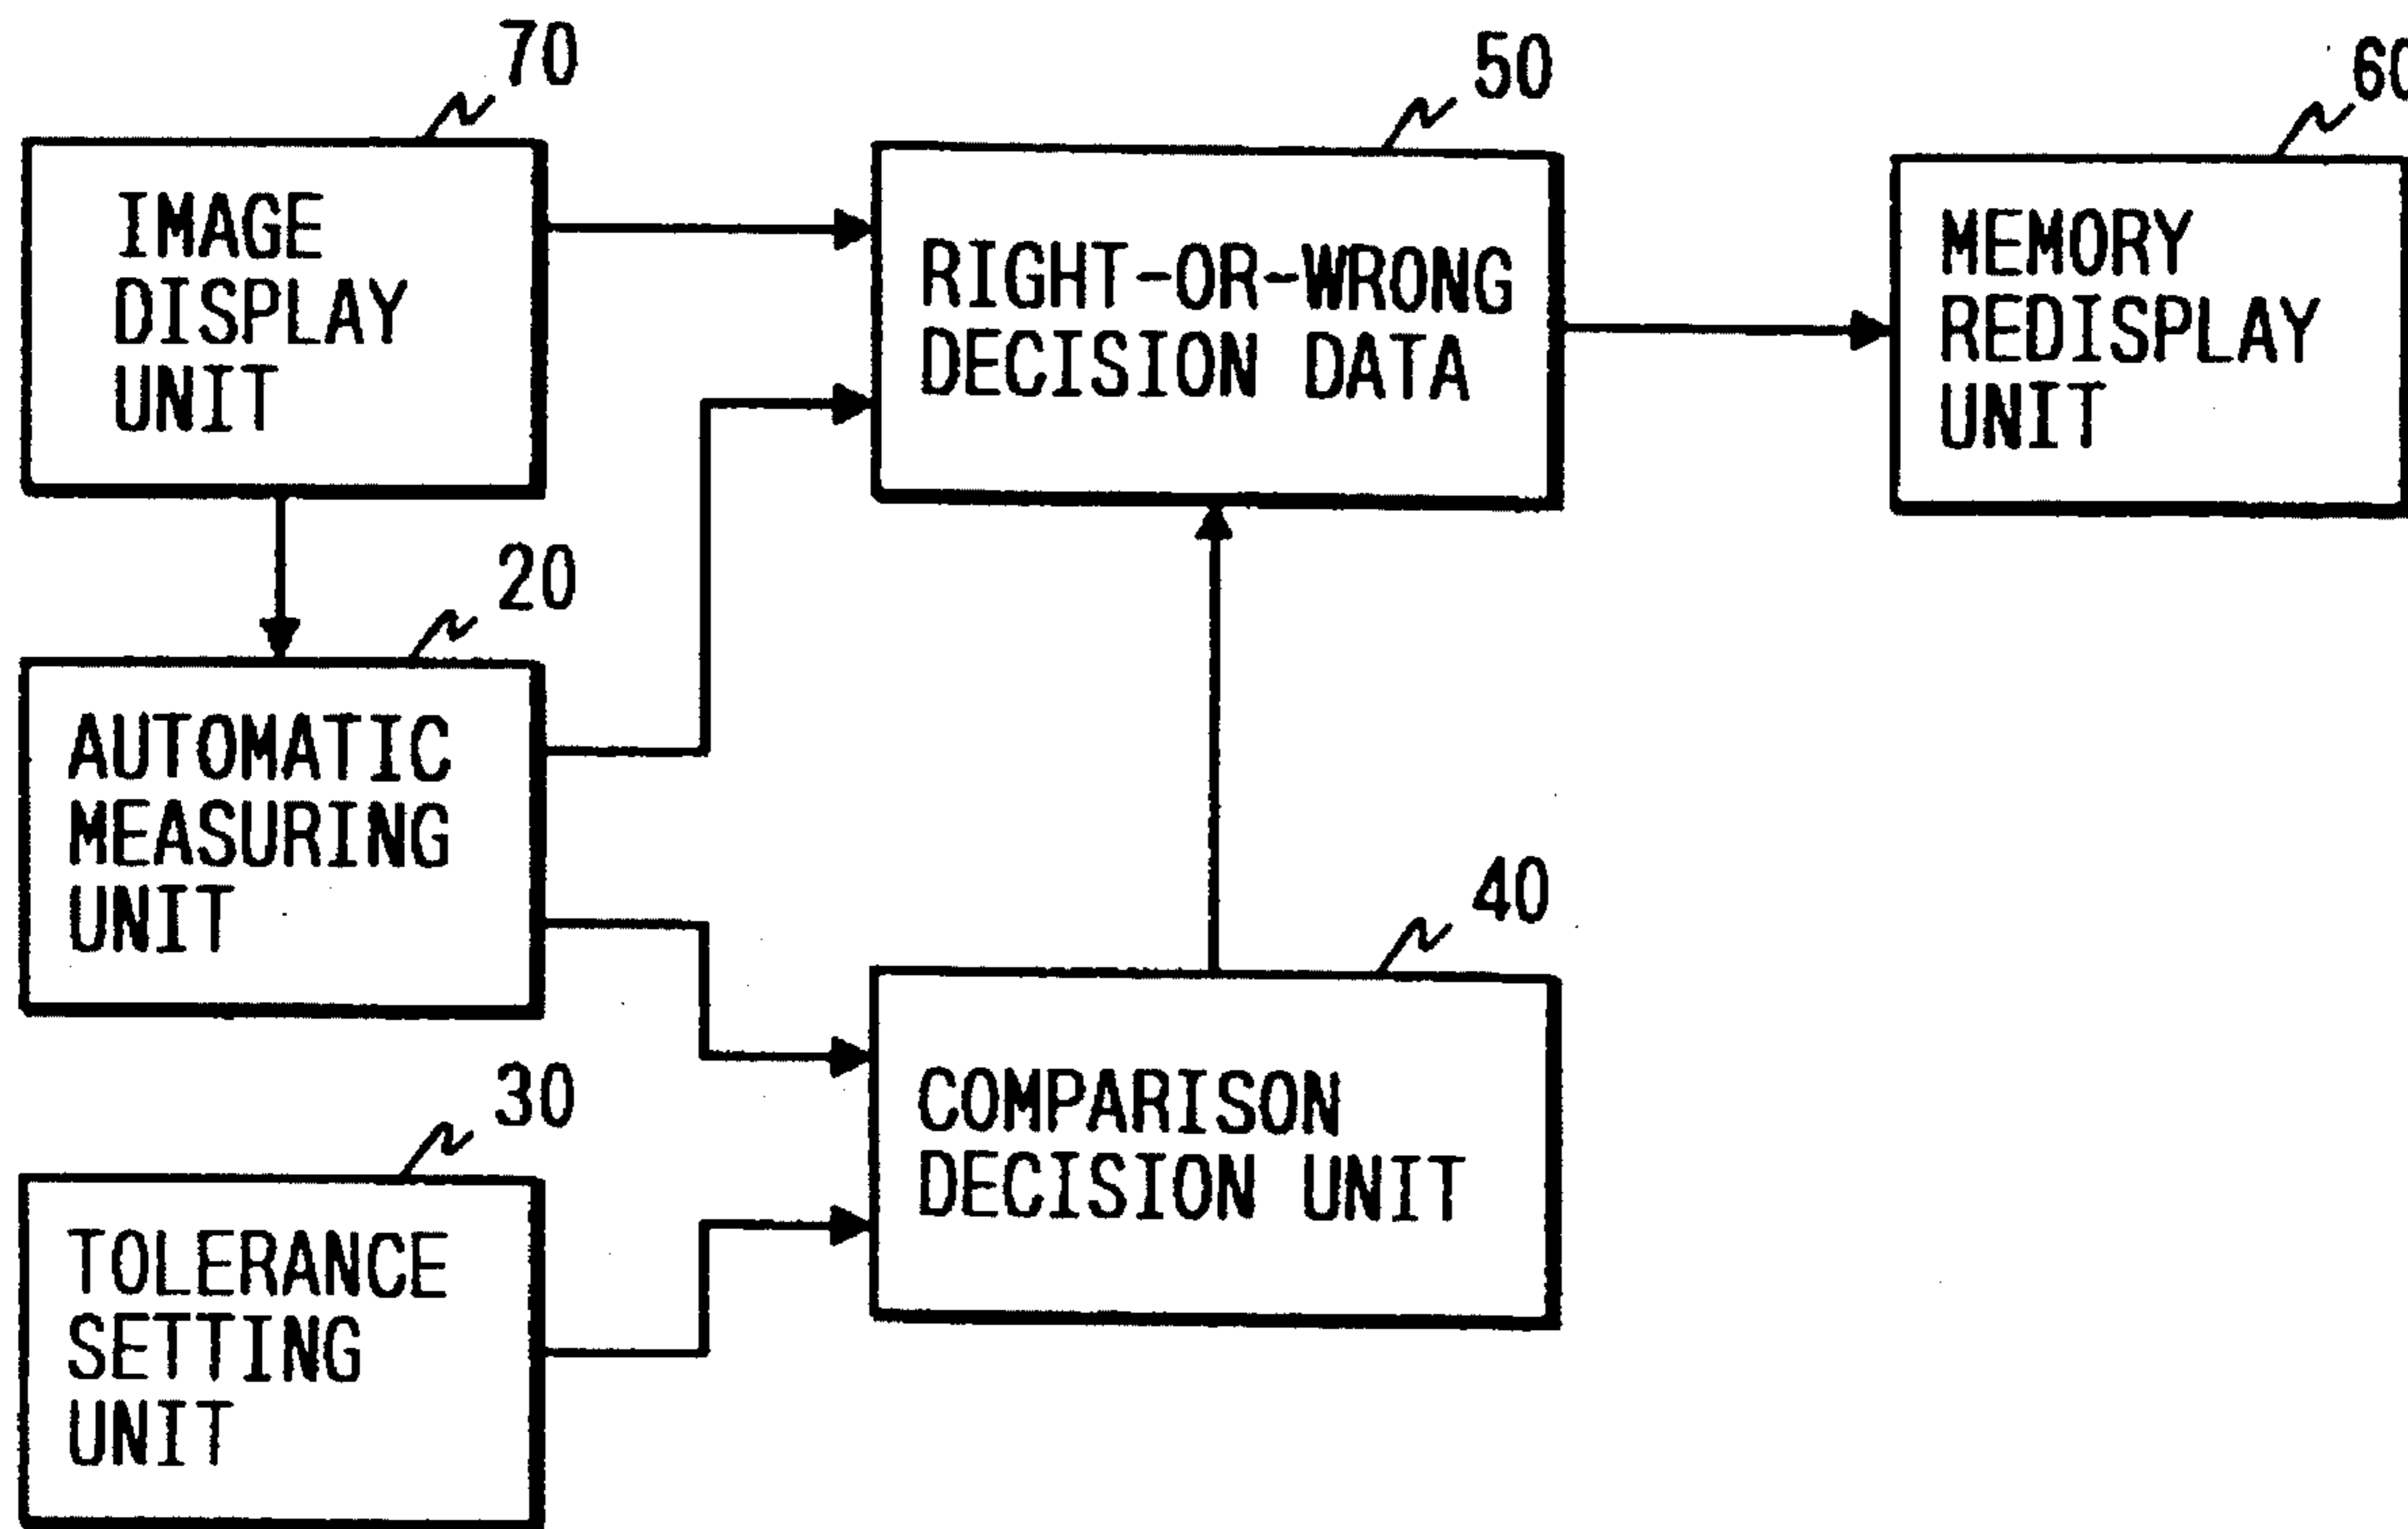 70
IMAGE
DISPLAY
UNIT
50
RIGHT-OR-WRONG
DECISION DATA
60
MEMORY
REDISPLAY
UNIT
20
AUTOMATIC
MEASURING
UNIT
40
COMPARISON
DECISION UNIT
30
TOLERANCE
SETTING
UNIT